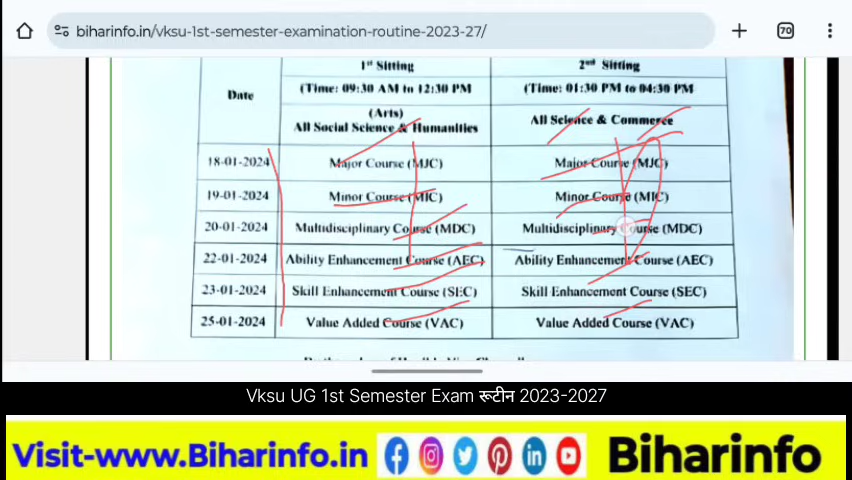 biharinfo.in/vksu-1st-semester-examination-routine-2023-27/
70
Date
1st Sitting
2nd Sitting
(Time: 09:30 AM to 12:30 PM
(Time: 01:30 PM to 04:30 PM
(Arts)
All Social Science & Humanities
All Science & Commerce
18-01-2024 Major Course (MJC) Major Course (MJC)
19-01-2024 Minor Course (MIC) Minor Course (MIC)
20-01-2024 Multidisciplinary Course (MDC) Multidisciplinary Course (MDC)
22-01-2024 Ability Enhancement Course (AEC) Ability Enhancement Course (AEC)
23-01-2024 Skill Enhancement Course (SEC) Skill Enhancement Course (SEC)
25-01-2024 Value Added Course (VAC) Value Added Course (VAC)
Vksu UG 1st Semester Exam रूटीन 2023-2027
Visit-www.Biharinfo.in
Biharinfo